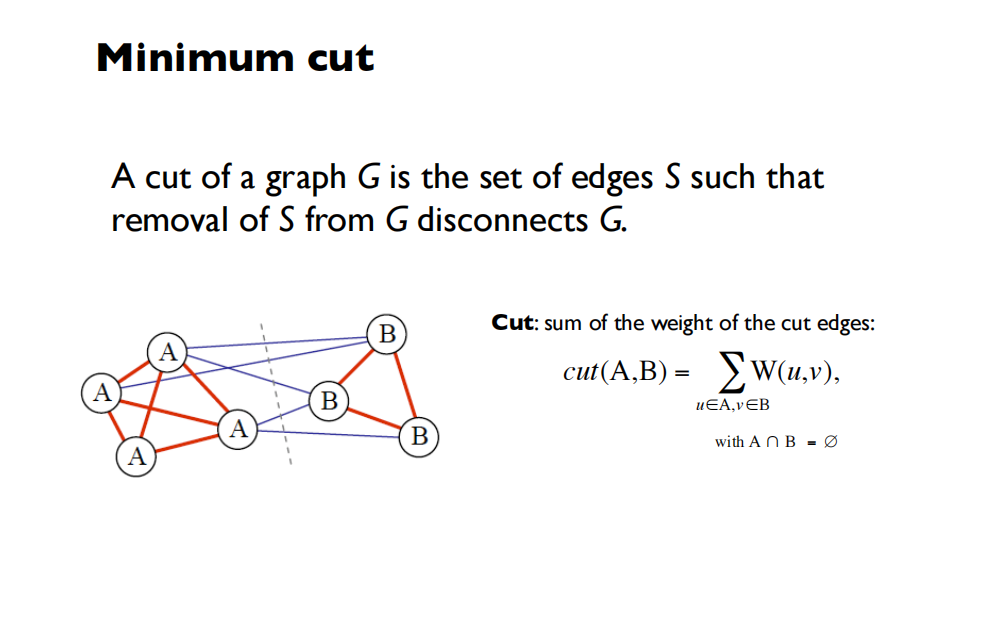 Minimum cut
A cut of a graph G is the set of edges S such that
removal of S from G disconnects G.
Cut: sum of the weight of the cut edges:
cut(A,B) = ∑ W(u,v),
u∈A,v∈B
with A ∩ B = ∅
A
B
A
B
A
B
A